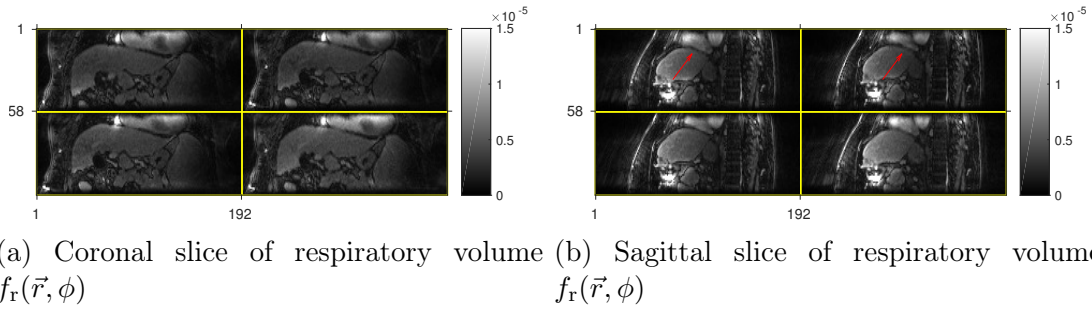 ×10⁻⁵ ×10⁻⁵
1 1.5 1 1.5
1 1
58 58
0.5 0.5
0 0
1 192 1 192
(a) Coronal slice of respiratory volume (b) Sagittal slice of respiratory volume
f_r(r⃗, ϕ) f_r(r⃗, ϕ)